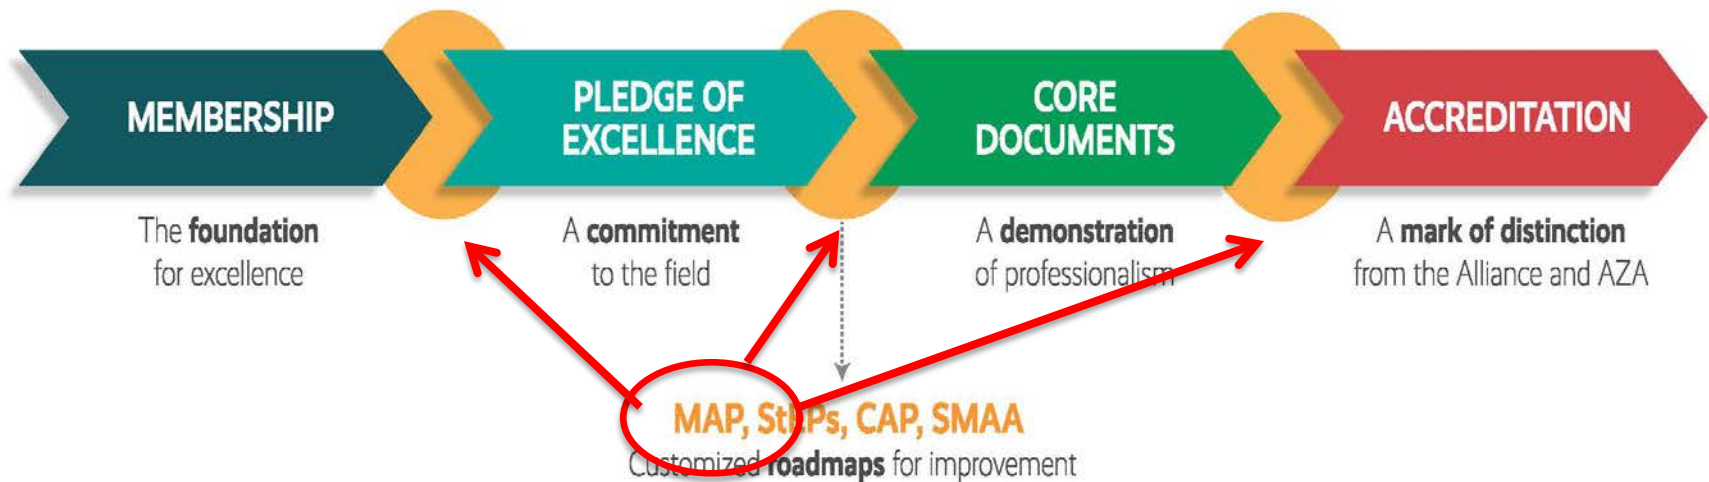 MEMBERSHIP
PLEDGE OF
EXCELLENCE
CORE
DOCUMENTS
ACCREDITATION
The foundation
for excellence
A commitment
to the field
A demonstration
of professionalism
A mark of distinction
from the Alliance and AZA
MAP, StEPs, CAP, SMAA
Customized roadmaps for improvement